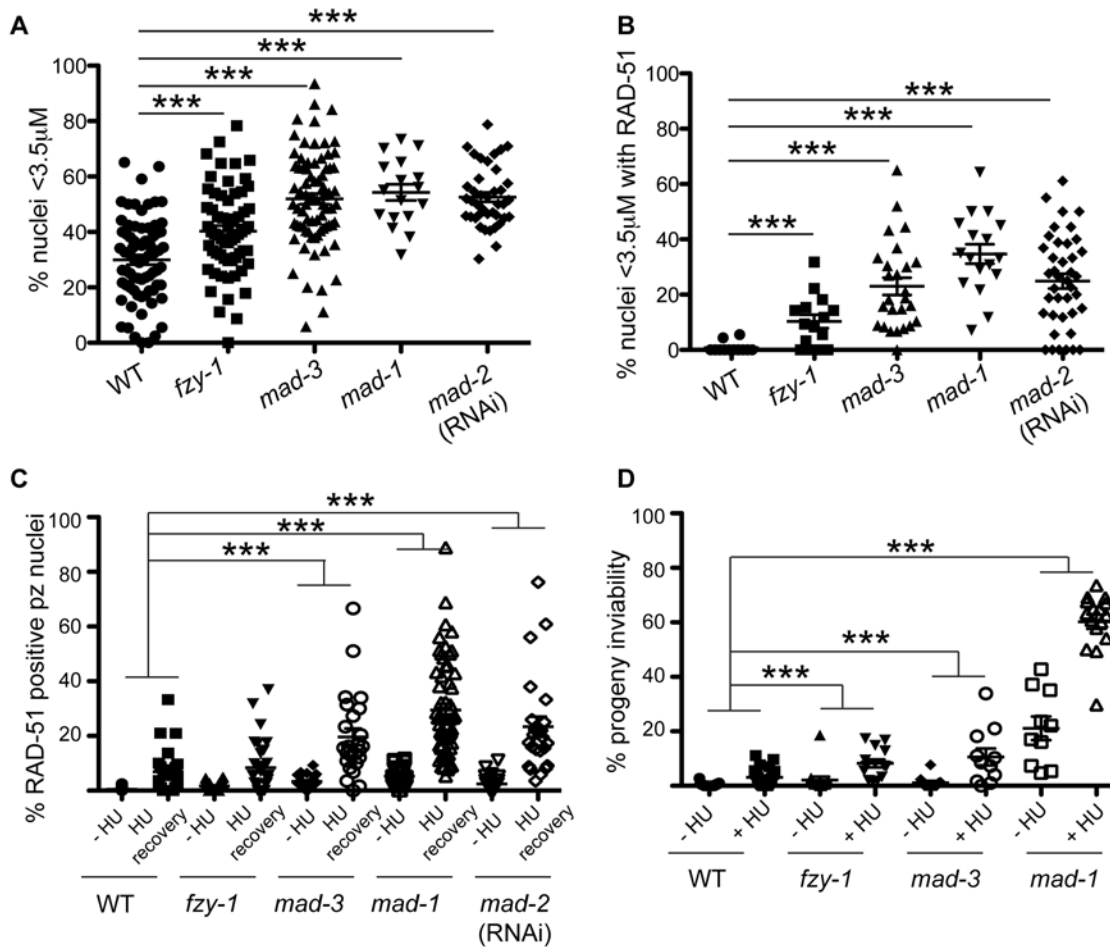 A
***
***
***
***
% nuclei <3.5μM
100
80
60
40
20
0
WT
fzy-1
mad-3
mad-1
mad-2
(RNAi)
B
***
***
***
***
% nuclei <3.5μM with RAD-51
100
80
60
40
20
0
WT
fzy-1
mad-3
mad-1
mad-2
(RNAi)
C
***
***
***
% RAD-51 positive pz nuclei
100
80
60
40
20
- HU
HU
recovery
- HU
HU
recovery
- HU
HU
recovery
- HU
HU
recovery
- HU
HU
recovery
WT
fzy-1
mad-3
mad-1
mad-2
(RNAi)
D
***
***
***
% progeny inviability
100
80
60
40
20
- HU
+ HU
- HU
+ HU
- HU
+ HU
- HU
+ HU
WT
fzy-1
mad-3
mad-1